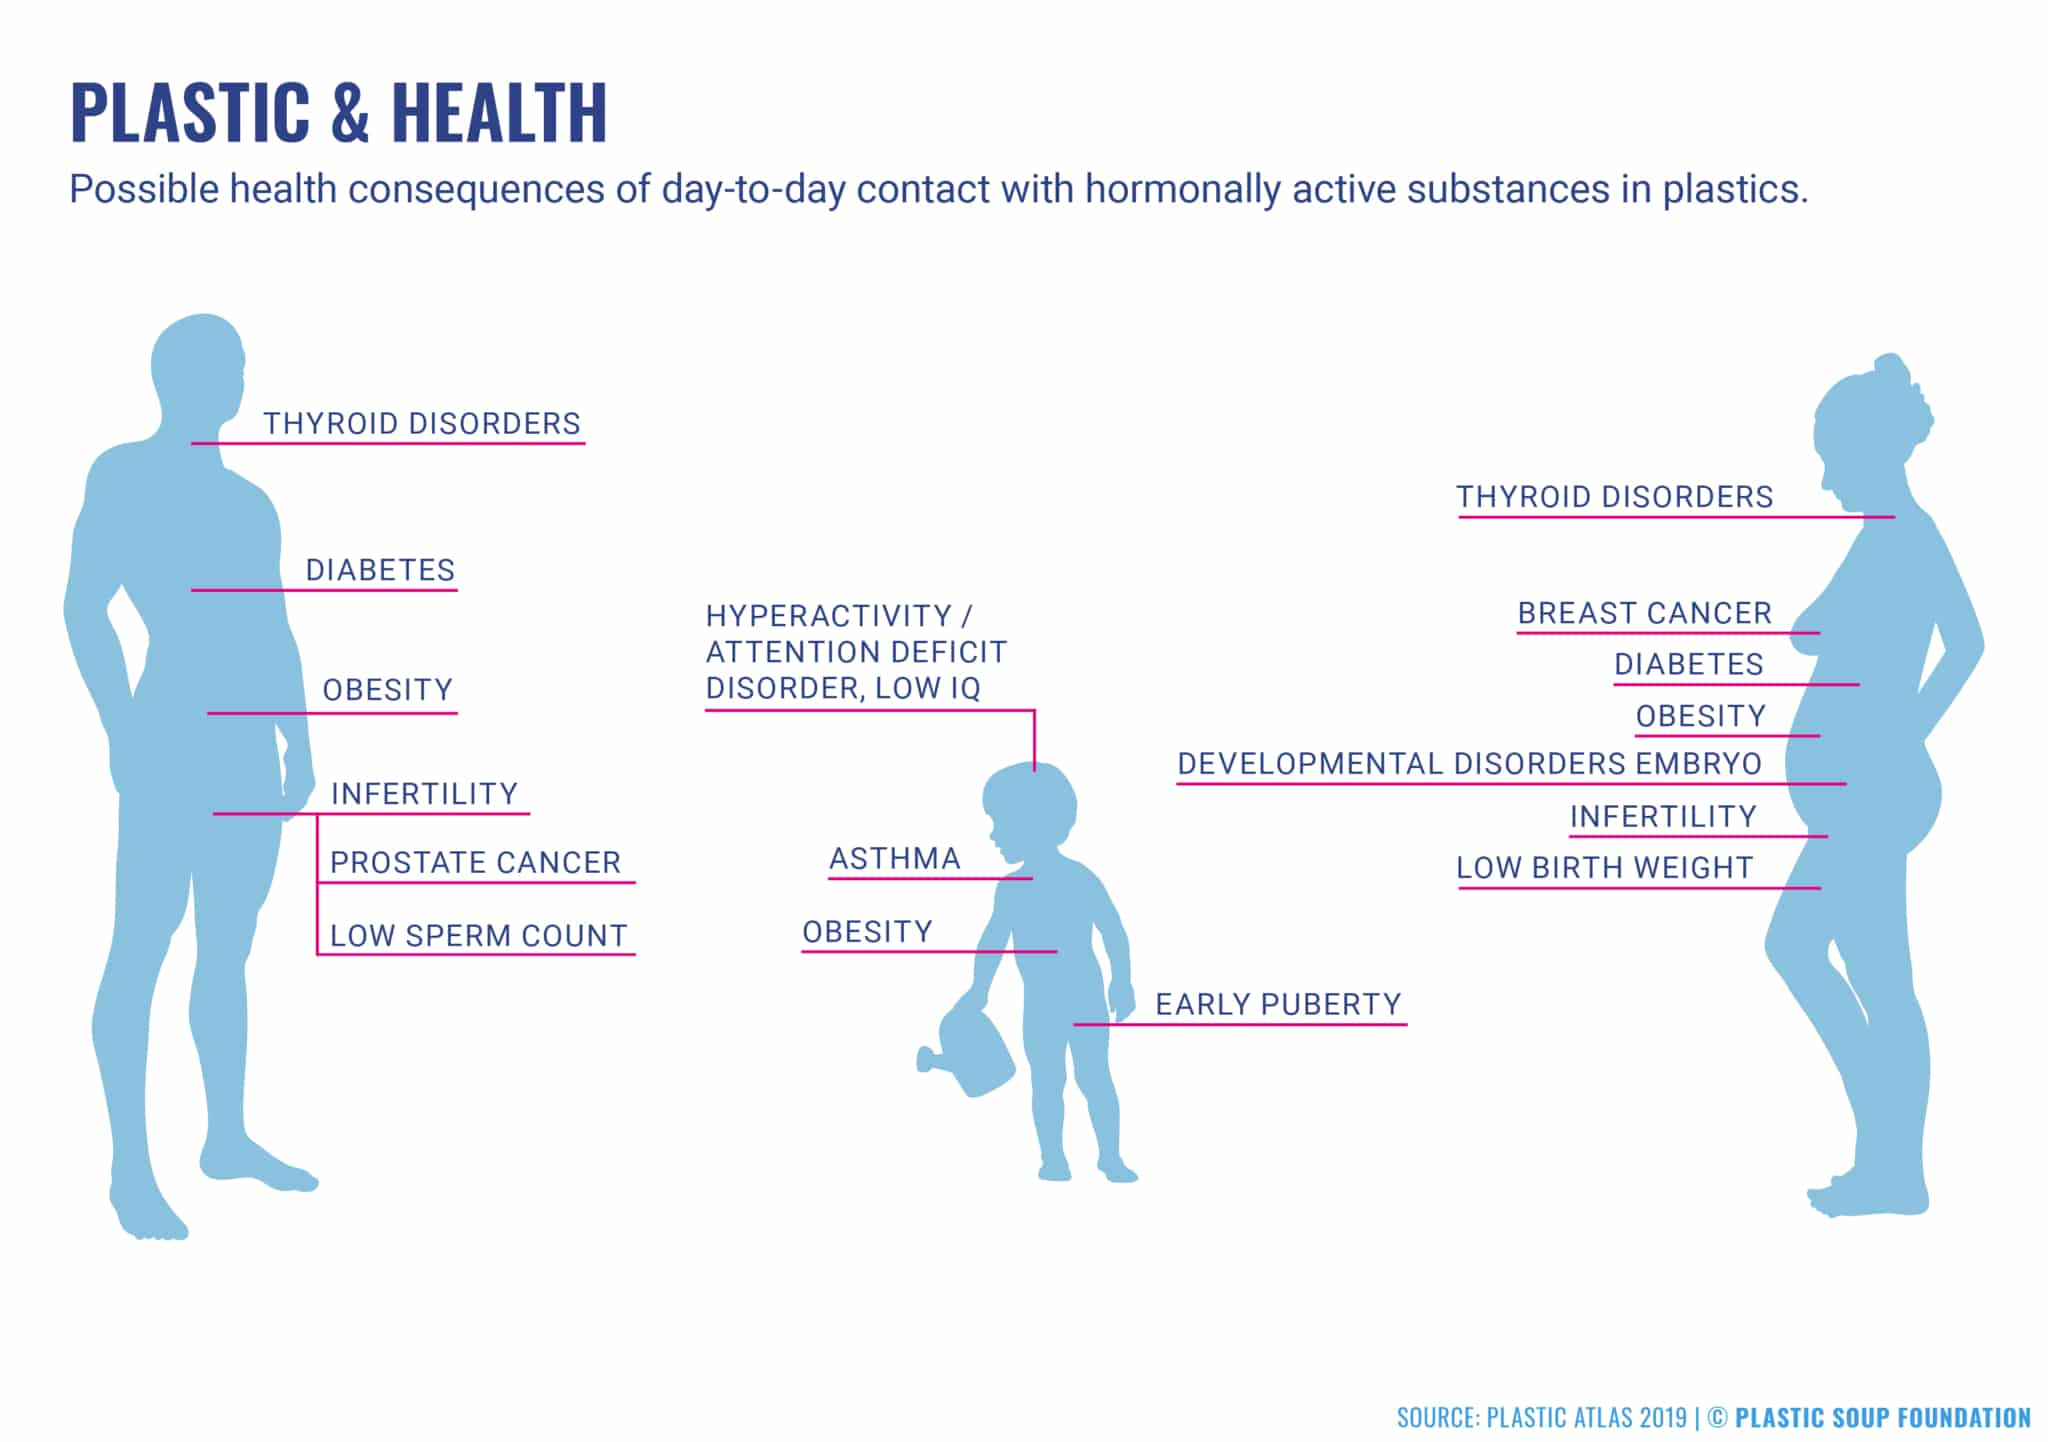 PLASTIC & HEALTH
Possible health consequences of day-to-day contact with hormonally active substances in plastics.
THYROID DISORDERS
DIABETES
OBESITY
INFERTILITY
PROSTATE CANCER
LOW SPERM COUNT
HYPERACTIVITY /
ATTENTION DEFICIT
DISORDER, LOW IQ
ASTHMA
OBESITY
EARLY PUBERTY
THYROID DISORDERS
BREAST CANCER
DIABETES
OBESITY
DEVELOPMENTAL DISORDERS EMBRYO
INFERTILITY
LOW BIRTH WEIGHT
SOURCE: PLASTIC ATLAS 2019 | © PLASTIC SOUP FOUNDATION